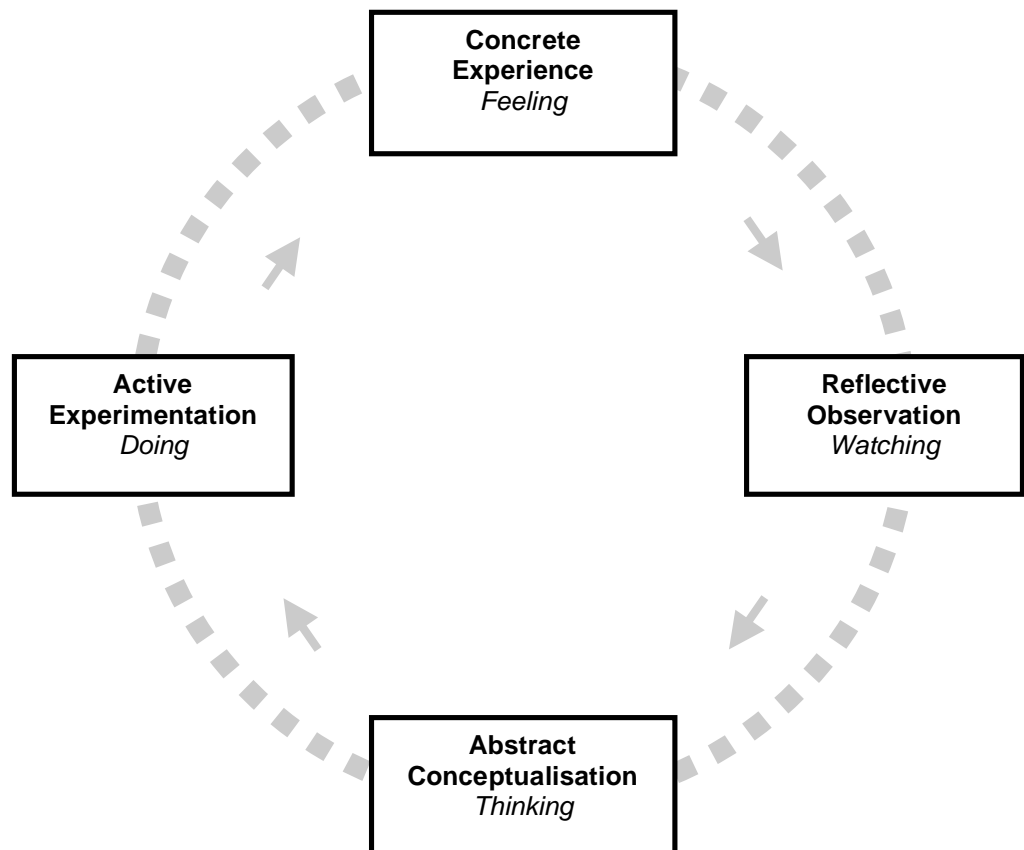 Concrete
Experience
Feeling
Active
Experimentation
Doing
Reflective
Observation
Watching
Abstract
Conceptualisation
Thinking